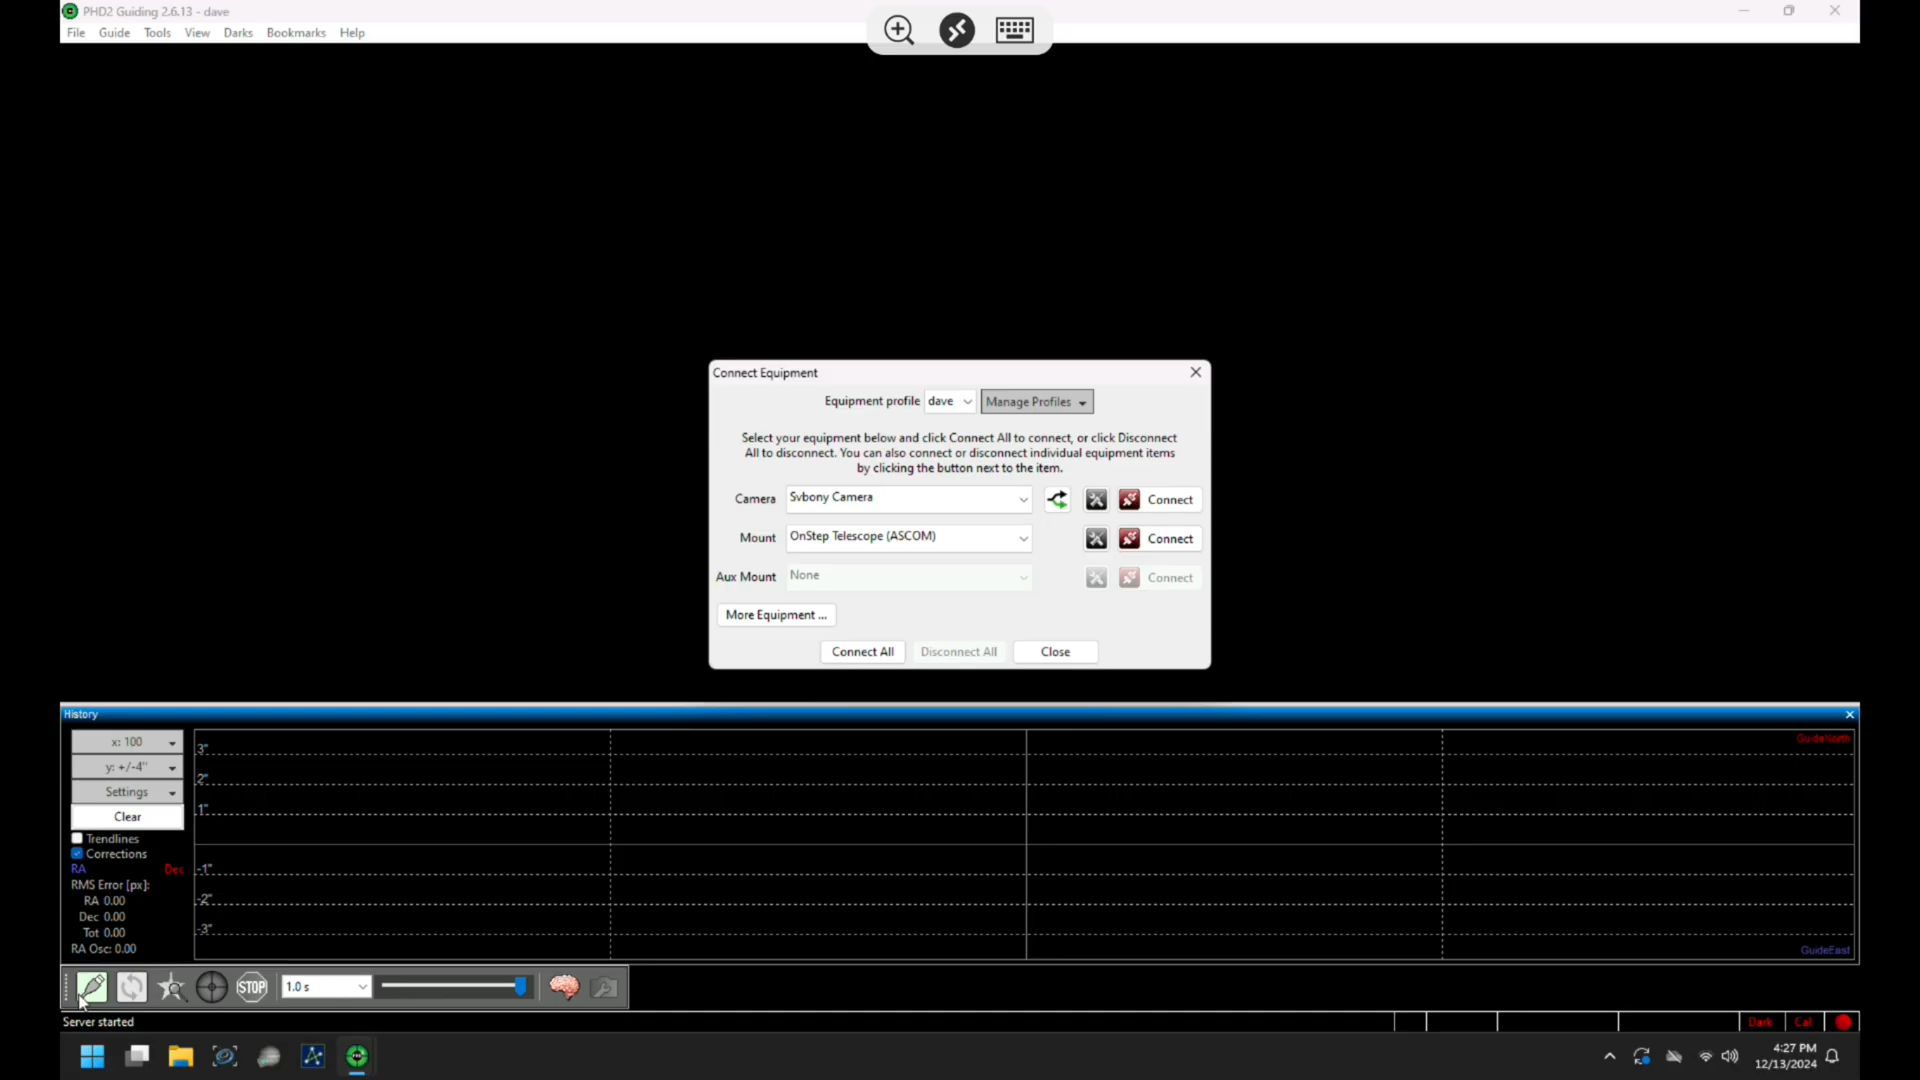 PHD2 Guiding 2.6.13 - dave
File Guide Tools View Darks Bookmarks Help
Connect Equipment
Equipment profile dave Manage Profiles
Select your equipment below and click Connect All to connect, or click Disconnect
All to disconnect. You can also connect or disconnect individual equipment items
by clicking the button next to the item.
Camera Svbony Camera Connect
Mount OnStep Telescope (ASCOM) Connect
Aux Mount None Connect
More Equipment ...
Connect All Disconnect All Close
History
x: 100
y: +/-4"
Settings
Clear
Trendlines
Corrections
RA Dec
RMS Error [px]:
RA 0.00
Dec 0.00
Tot 0.00
RA Osc: 0.00
3"
2"
1"
-1"
-2"
-3"
GuideNorth
GuideEast
STOP 1.0 s
Server started
Dark Cal
4:27 PM
12/13/2024